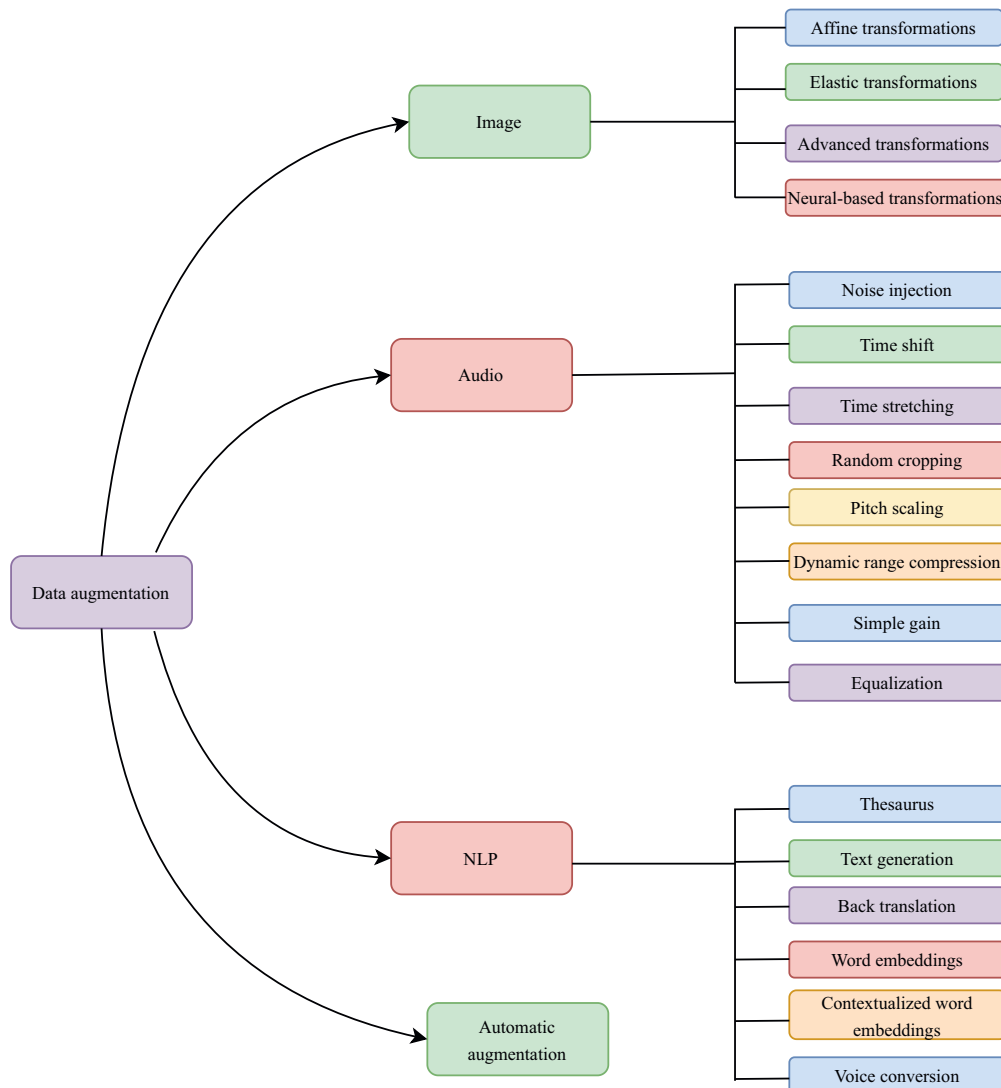 Affine transformations
Elastic transformations
Image
Advanced transformations
Neural-based transformations
Noise injection
Time shift
Audio
Time stretching
Random cropping
Pitch scaling
Dynamic range compression
Data augmentation
Simple gain
Equalization
Thesaurus
NLP
Text generation
Back translation
Word embeddings
Contextualized word
embeddings
Automatic
augmentation
Voice conversion